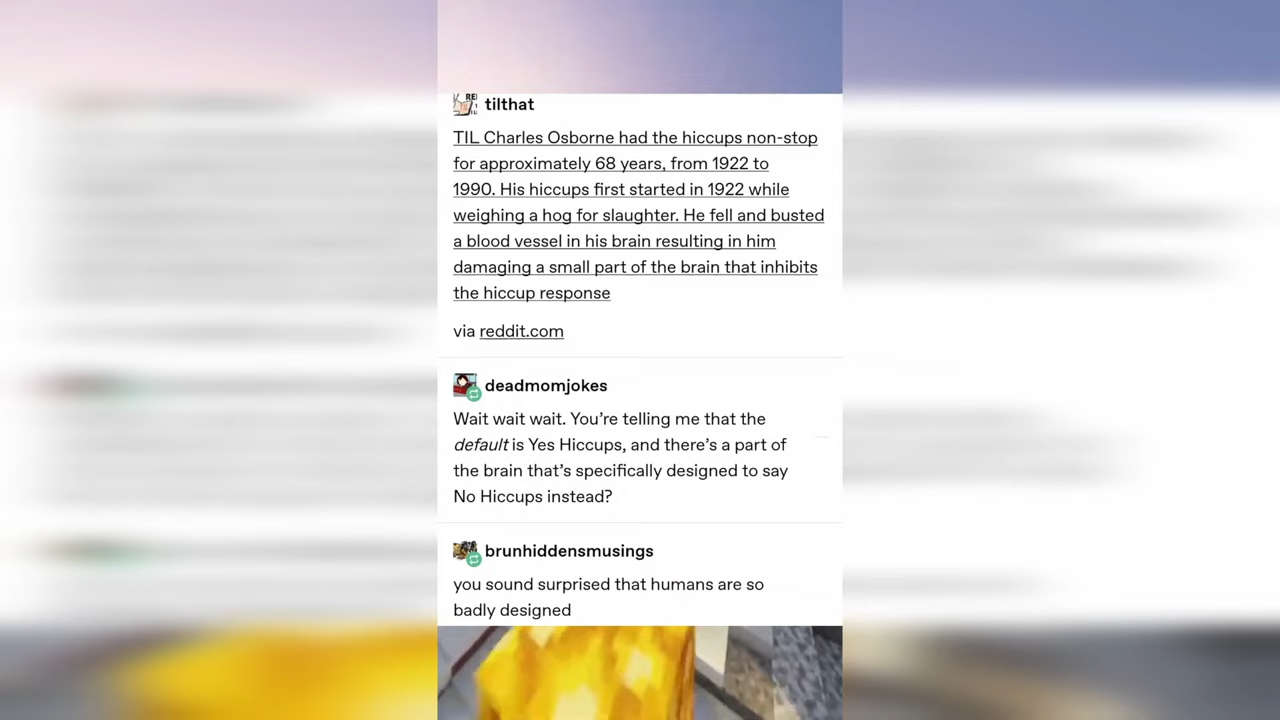 tilthat
TIL Charles Osborne had the hiccups non-stop
for approximately 68 years, from 1922 to
1990. His hiccups first started in 1922 while
weighing a hog for slaughter. He fell and busted
a blood vessel in his brain resulting in him
damaging a small part of the brain that inhibits
the hiccup response
via reddit.com
deadmomjokes
Wait wait wait. You’re telling me that the
default is Yes Hiccups, and there’s a part of
the brain that’s specifically designed to say
No Hiccups instead?
brunhiddensmusings
you sound surprised that humans are so
badly designed